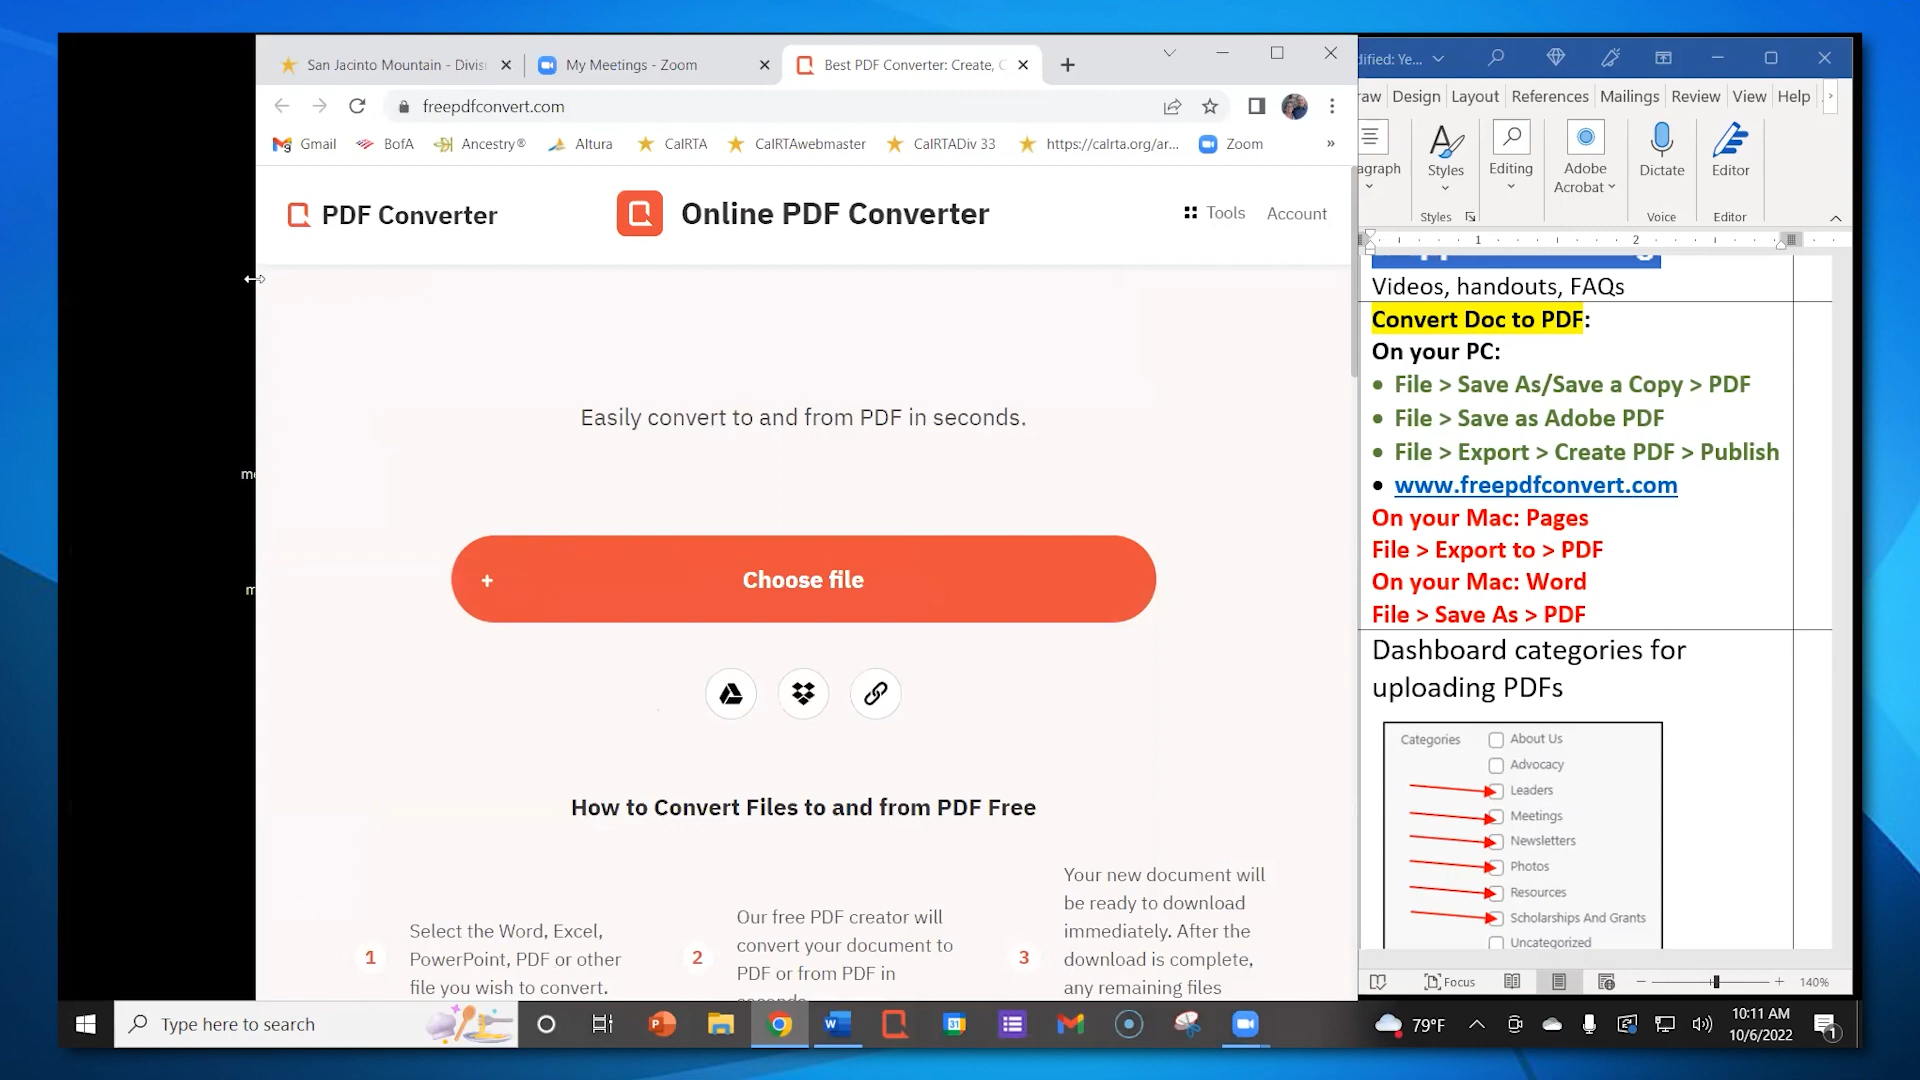 San Jacinto Mountain - Divis
My Meetings - Zoom
Best PDF Converter: Create, C
freepdfconvert.com
Gmail
BofA
Ancestry®
Altura
CalRTA
CalRTAwebmaster
CalRTADiv 33
https://calrta.org/ar...
Zoom
»
PDF Converter
Online PDF Converter
Tools
Account
Easily convert to and from PDF in seconds.
+ Choose file
How to Convert Files to and from PDF Free
1
Select the Word, Excel,
PowerPoint, PDF or other
file you wish to convert.
2
Our free PDF creator will
convert your document to
PDF or from PDF in
seconds
3
Your new document will
be ready to download
immediately. After the
download is complete,
any remaining files
dified: Ye...
raw Design Layout References Mailings Review View Help
agraph
Styles
Editing
Adobe
Acrobat
Dictate
Editor
Styles
Voice
Editor
1 2
Videos, handouts, FAQs
Convert Doc to PDF:
On your PC:
• File > Save As/Save a Copy > PDF
• File > Save as Adobe PDF
• File > Export > Create PDF > Publish
• www.freepdfconvert.com
On your Mac: Pages
File > Export to > PDF
On your Mac: Word
File > Save As > PDF
Dashboard categories for
uploading PDFs
Categories
About Us
Advocacy
Leaders
Meetings
Newsletters
Photos
Resources
Scholarships And Grants
Uncategorized
Focus
140%
Type here to search
31
79°F
10:11 AM
10/6/2022
1